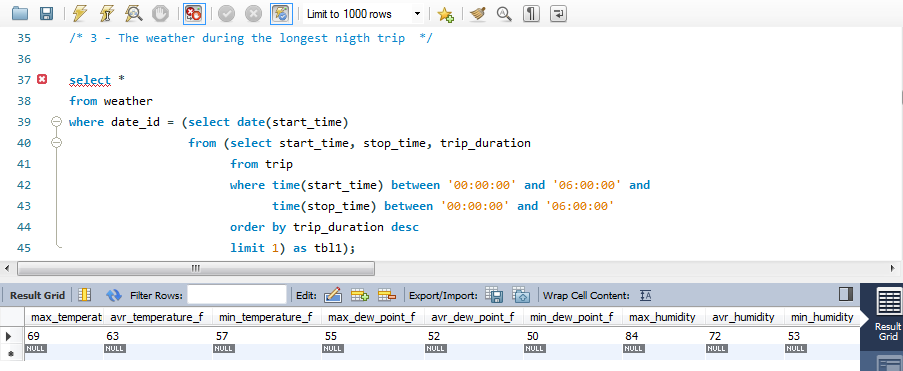 Limit to 1000 rows
35 /* 3 - The weather during the longest nigth trip */
36
37 select *
38 from weather
39 where date_id = (select date(start_time)
40 from (select start_time, stop_time, trip_duration
41 from trip
42 where time(start_time) between '00:00:00' and '06:00:00' and
43 time(stop_time) between '00:00:00' and '06:00:00'
44 order by trip_duration desc
45 limit 1) as tbl1);
Result Grid Filter Rows: Edit: Export/Import: Wrap Cell Content: IA
max_temperat avr_temperature_f min_temperature_f max_dew_point_f avr_dew_point_f min_dew_point_f max_humidity avr_humidity min_humidity
69 63 57 55 52 50 84 72 53
NULL NULL NULL NULL NULL NULL NULL NULL NULL
Result
Grid